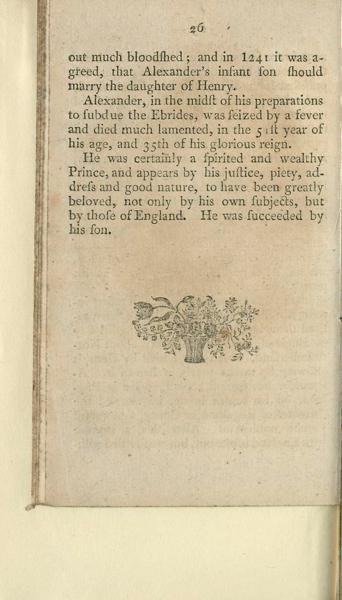 26
out much bloodſhed; and in 1241 it was a-
greed, that Alexander's infant ſon ſhould
marry the daughter of Henry.
Alexander, in the midſt of his preparations
to ſubdue the Ebrides, was ſeized by a fever
and died much lamented, in the 51ſt year of
his age, and 35th of his glorious reign.
He was certainly a ſpirited and wealthy
Prince, and appears by his juſtice, piety, ad-
dreſs and good nature, to have been greatly
beloved, not only by his own ſubjects, but
by thoſe of England. He was ſucceeded by
his ſon.